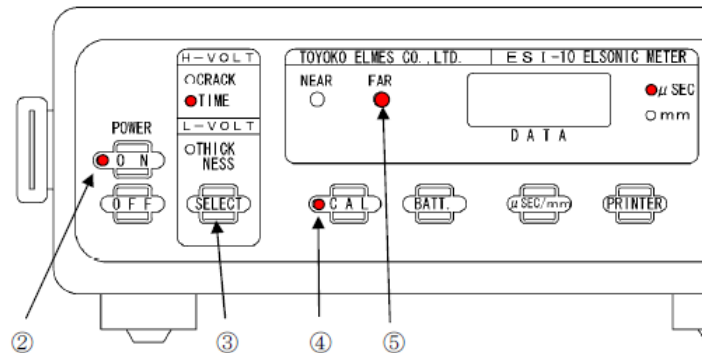 H-VOLT
CRACK
TIME
L-VOLT
THICK
NESS
SELECT
POWER
ON
OFF
TOYOKO ELMES CO.,LTD.
ESI-10 ELSONIC METER
NEAR FAR
μSEC
mm
DATA
CAL
BATT.
μSEC/mm
PRINTER
② ③ ④ ⑤